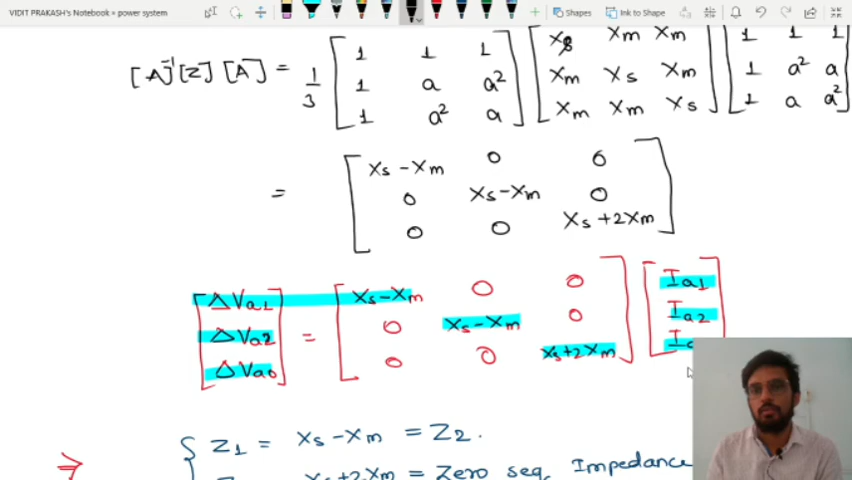 VIDIT PRAKASH's Notebook » power system
Shapes Ink to Shape
[A]⁻¹[Z][A] = 1/3 [1 1 1; 1 a a²; 1 a² a] [Xs Xm Xm; Xm Xs Xm; Xm Xm Xs] [1 1 1; 1 a² a; 1 a a²]
= [Xs-Xm 0 0; 0 Xs-Xm 0; 0 0 Xs+2Xm]
[ΔVa1; ΔVa2; ΔVa0] = [Xs-Xm 0 0; 0 Xs-Xm 0; 0 0 Xs+2Xm] [Ia1; Ia2; I
⇒ { Z1 = Xs-Xm = Z2.
Xs+2Xm = Zero seq. Impedance